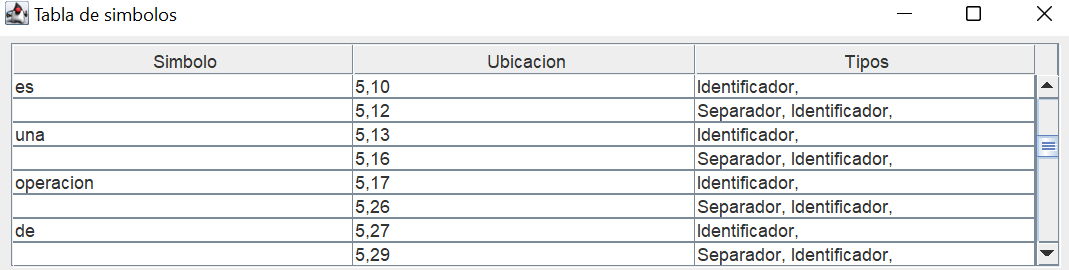 Tabla de simbolos
Simbolo Ubicacion Tipos
es 5,10 Identificador,
5,12 Separador, Identificador,
una 5,13 Identificador,
5,16 Separador, Identificador,
operacion 5,17 Identificador,
5,26 Separador, Identificador,
de 5,27 Identificador,
5,29 Separador, Identificador,